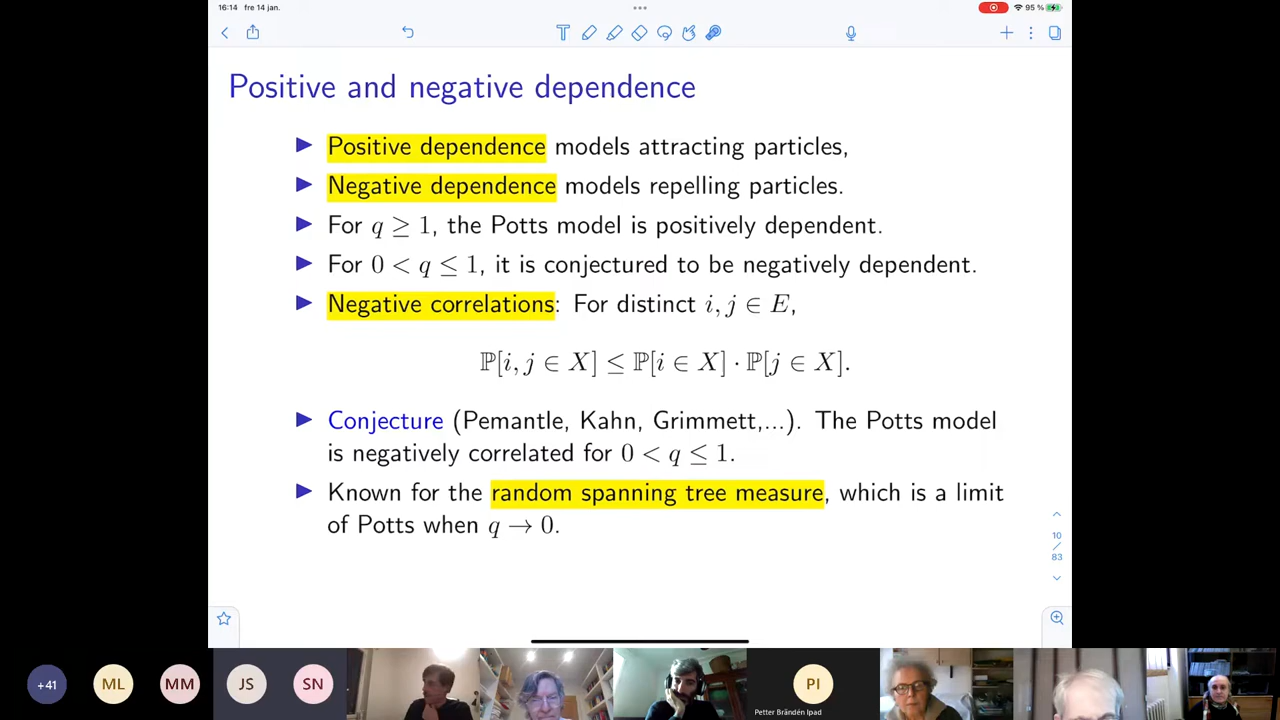 16:14 fre 14 jan.
95 %
Positive and negative dependence
Positive dependence models attracting particles,
Negative dependence models repelling particles.
For q ≥ 1, the Potts model is positively dependent.
For 0 < q ≤ 1, it is conjectured to be negatively dependent.
Negative correlations: For distinct i, j ∈ E,
ℙ[i, j ∈ X] ≤ ℙ[i ∈ X] · ℙ[j ∈ X].
Conjecture (Pemantle, Kahn, Grimmett,...). The Potts model
is negatively correlated for 0 < q ≤ 1.
Known for the random spanning tree measure, which is a limit
of Potts when q → 0.
10
/
83
+41 ML MM JS SN PI
Petter Brändén Ipad